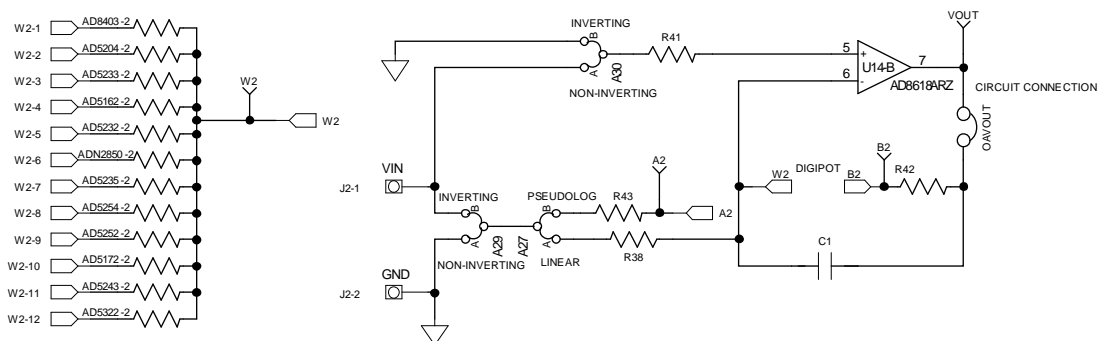 W2-1 AD8403-2
W2-2 AD5204-2
W2-3 AD5233-2
W2-4 AD5162-2
W2-5 AD5232-2
W2-6 ADN2850-2
W2-7 AD5235-2
W2-8 AD5254-2
W2-9 AD5252-2
W2-10 AD5172-2
W2-11 AD5243-2
W2-12 AD5322-2
W2
W2
INVERTING
B
A
A30
NON-INVERTING
R41
5
+
6
-
U14-B
7
AD8618ARZ
VOUT
CIRCUIT CONNECTION
OAVOUT
VIN
J2-1
INVERTING
B
A
A29
NON-INVERTING
GND
J2-2
PSEUDOLOG
B
A
A27
LINEAR
R43
R38
A2
A2
W2
DIGIPOT
B2
B2
R42
C1